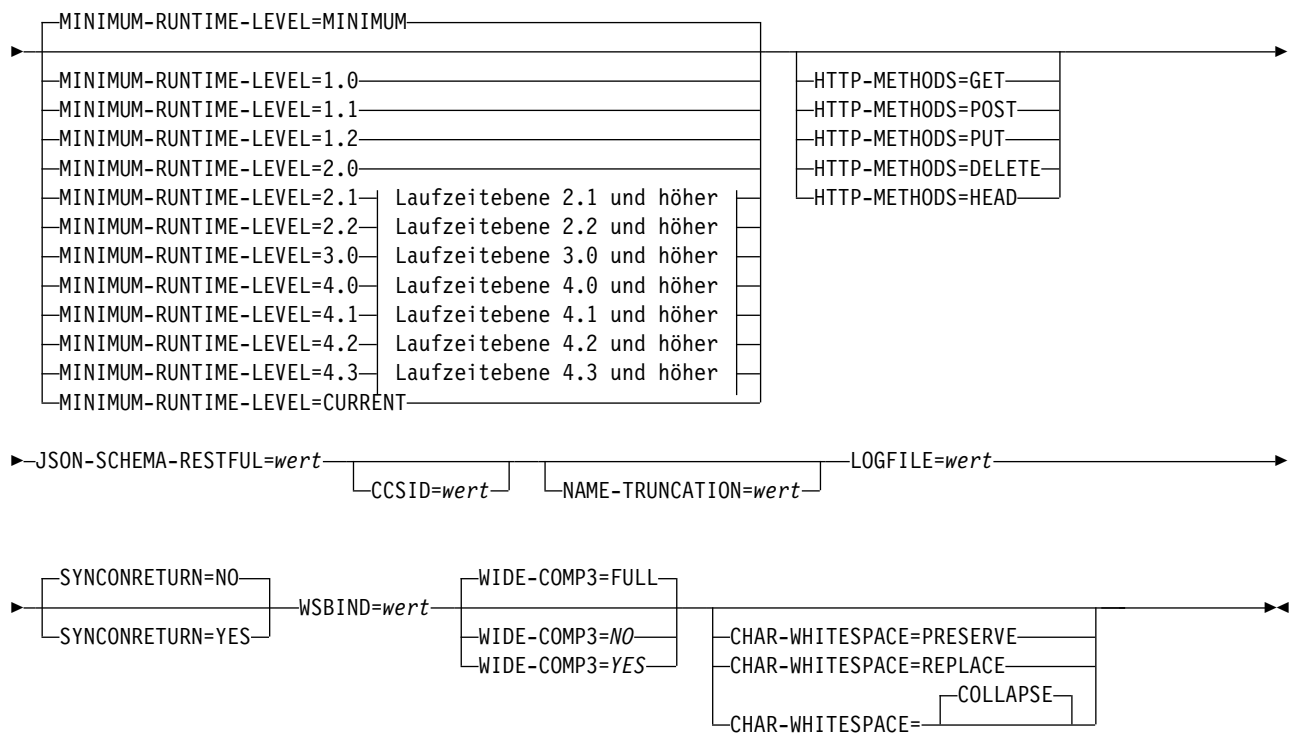 MINIMUM-RUNTIME-LEVEL=MINIMUM
MINIMUM-RUNTIME-LEVEL=1.0
HTTP-METHODS=GET
MINIMUM-RUNTIME-LEVEL=1.1
HTTP-METHODS=POST
MINIMUM-RUNTIME-LEVEL=1.2
HTTP-METHODS=PUT
MINIMUM-RUNTIME-LEVEL=2.0
HTTP-METHODS=DELETE
MINIMUM-RUNTIME-LEVEL=2.1 Laufzeitebene 2.1 und höher
HTTP-METHODS=HEAD
MINIMUM-RUNTIME-LEVEL=2.2 Laufzeitebene 2.2 und höher
MINIMUM-RUNTIME-LEVEL=3.0 Laufzeitebene 3.0 und höher
MINIMUM-RUNTIME-LEVEL=4.0 Laufzeitebene 4.0 und höher
MINIMUM-RUNTIME-LEVEL=4.1 Laufzeitebene 4.1 und höher
MINIMUM-RUNTIME-LEVEL=4.2 Laufzeitebene 4.2 und höher
MINIMUM-RUNTIME-LEVEL=4.3 Laufzeitebene 4.3 und höher
MINIMUM-RUNTIME-LEVEL=CURRENT
JSON-SCHEMA-RESTFUL=wert
CCSID=wert
NAME-TRUNCATION=wert
LOGFILE=wert
SYNCONRETURN=NO
SYNCONRETURN=YES
WSBIND=wert
WIDE-COMP3=FULL
WIDE-COMP3=NO
WIDE-COMP3=YES
CHAR-WHITESPACE=PRESERVE
CHAR-WHITESPACE=REPLACE
COLLAPSE
CHAR-WHITESPACE=